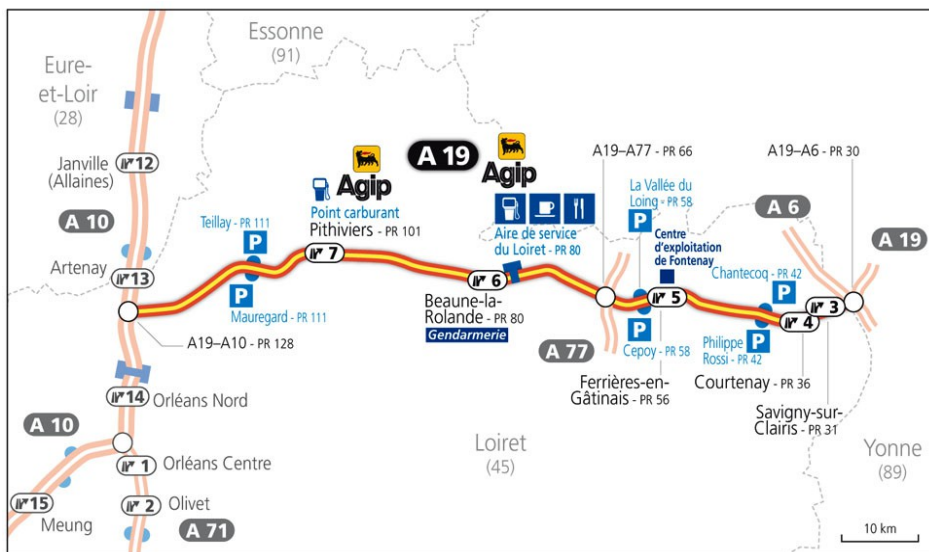 Essonne
(91)
Eure-
et-Loir
(28)
Janville
(Allaines)
12
A 10
Artenay
13
A19–A10 - PR 128
14
Orléans Nord
A 10
1
Orléans Centre
15
Meung
2
Olivet
A 71
Teillay - PR 111
P
P
Mauregard - PR 111
Agip
Point carburant
Pithiviers - PR 101
7
A 19
Agip
Aire de service
du Loiret - PR 80
6
Beaune-la-
Rolande - PR 80
Gendarmerie
A19–A77 - PR 66
A 77
La Vallée du
Loing - PR 58
P
P
Cepoy - PR 58
Centre
d'exploitation
de Fontenay
5
Ferrières-en-
Gâtinais - PR 56
Chantecoq - PR 42
P
P
Philippe
Rossi - PR 42
4
Courtenay - PR 36
3
Savigny-sur-
Clairis - PR 31
A19–A6 - PR 30
A 6
A 19
Loiret
(45)
Yonne
(89)
10 km